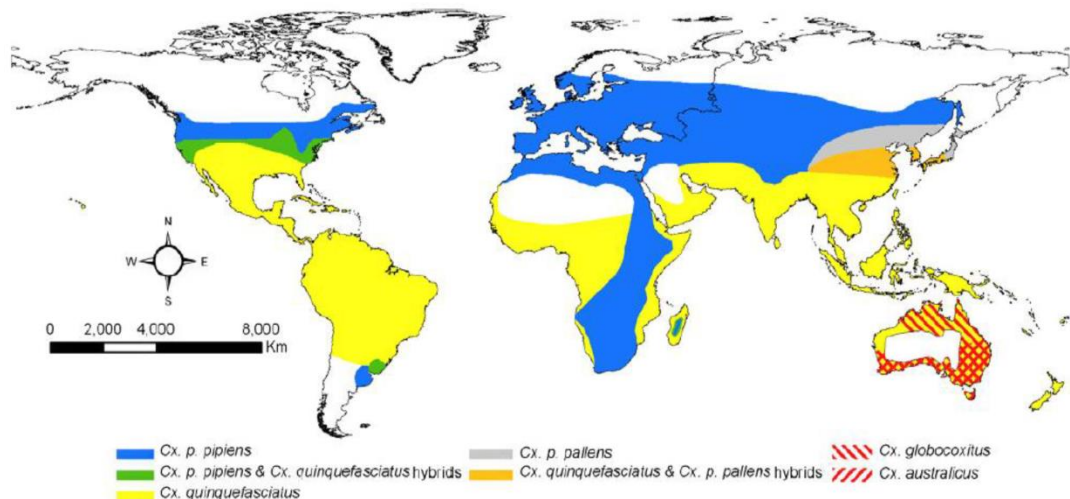 N
W E
S
0 2,000 4,000 8,000
Km
Cx. p. pipiens
Cx. p. pipiens & Cx. quinquefasciatus hybrids
Cx. quinquefasciatus
Cx. p. pallens
Cx. quinquefasciatus & Cx. p. pallens hybrids
Cx. globocoxitus
Cx. australicus